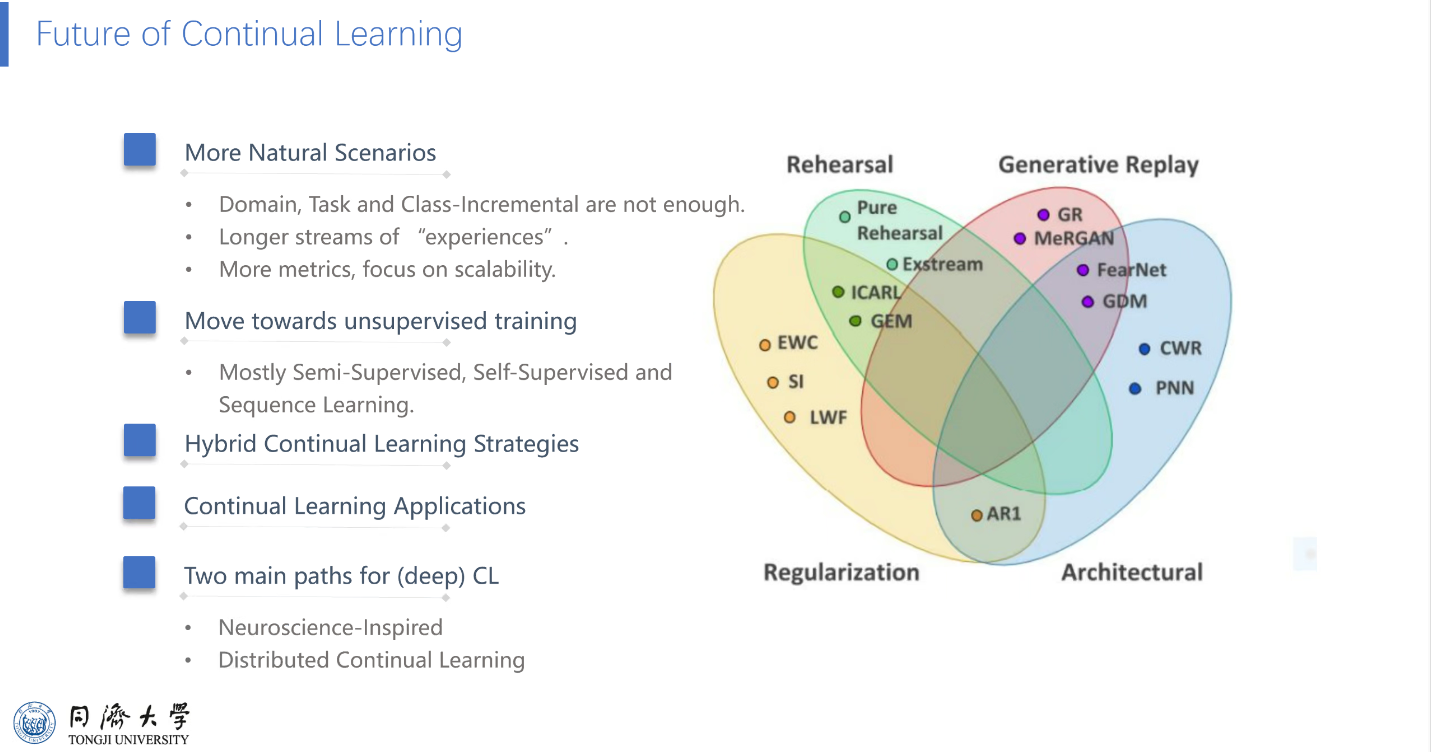 Future of Continual Learning
More Natural Scenarios
• Domain, Task and Class-Incremental are not enough.
• Longer streams of “experiences”.
• More metrics, focus on scalability.
Move towards unsupervised training
• Mostly Semi-Supervised, Self-Supervised and
Sequence Learning.
Hybrid Continual Learning Strategies
Continual Learning Applications
Two main paths for (deep) CL
• Neuroscience-Inspired
• Distributed Continual Learning
Rehearsal
Generative Replay
Pure
Rehearsal
Exstream
ICARL
GEM
EWC
SI
LWF
GR
MeRGAN
FearNet
GDM
CWR
PNN
AR1
Regularization
Architectural
同濟大学
TONGJI UNIVERSITY